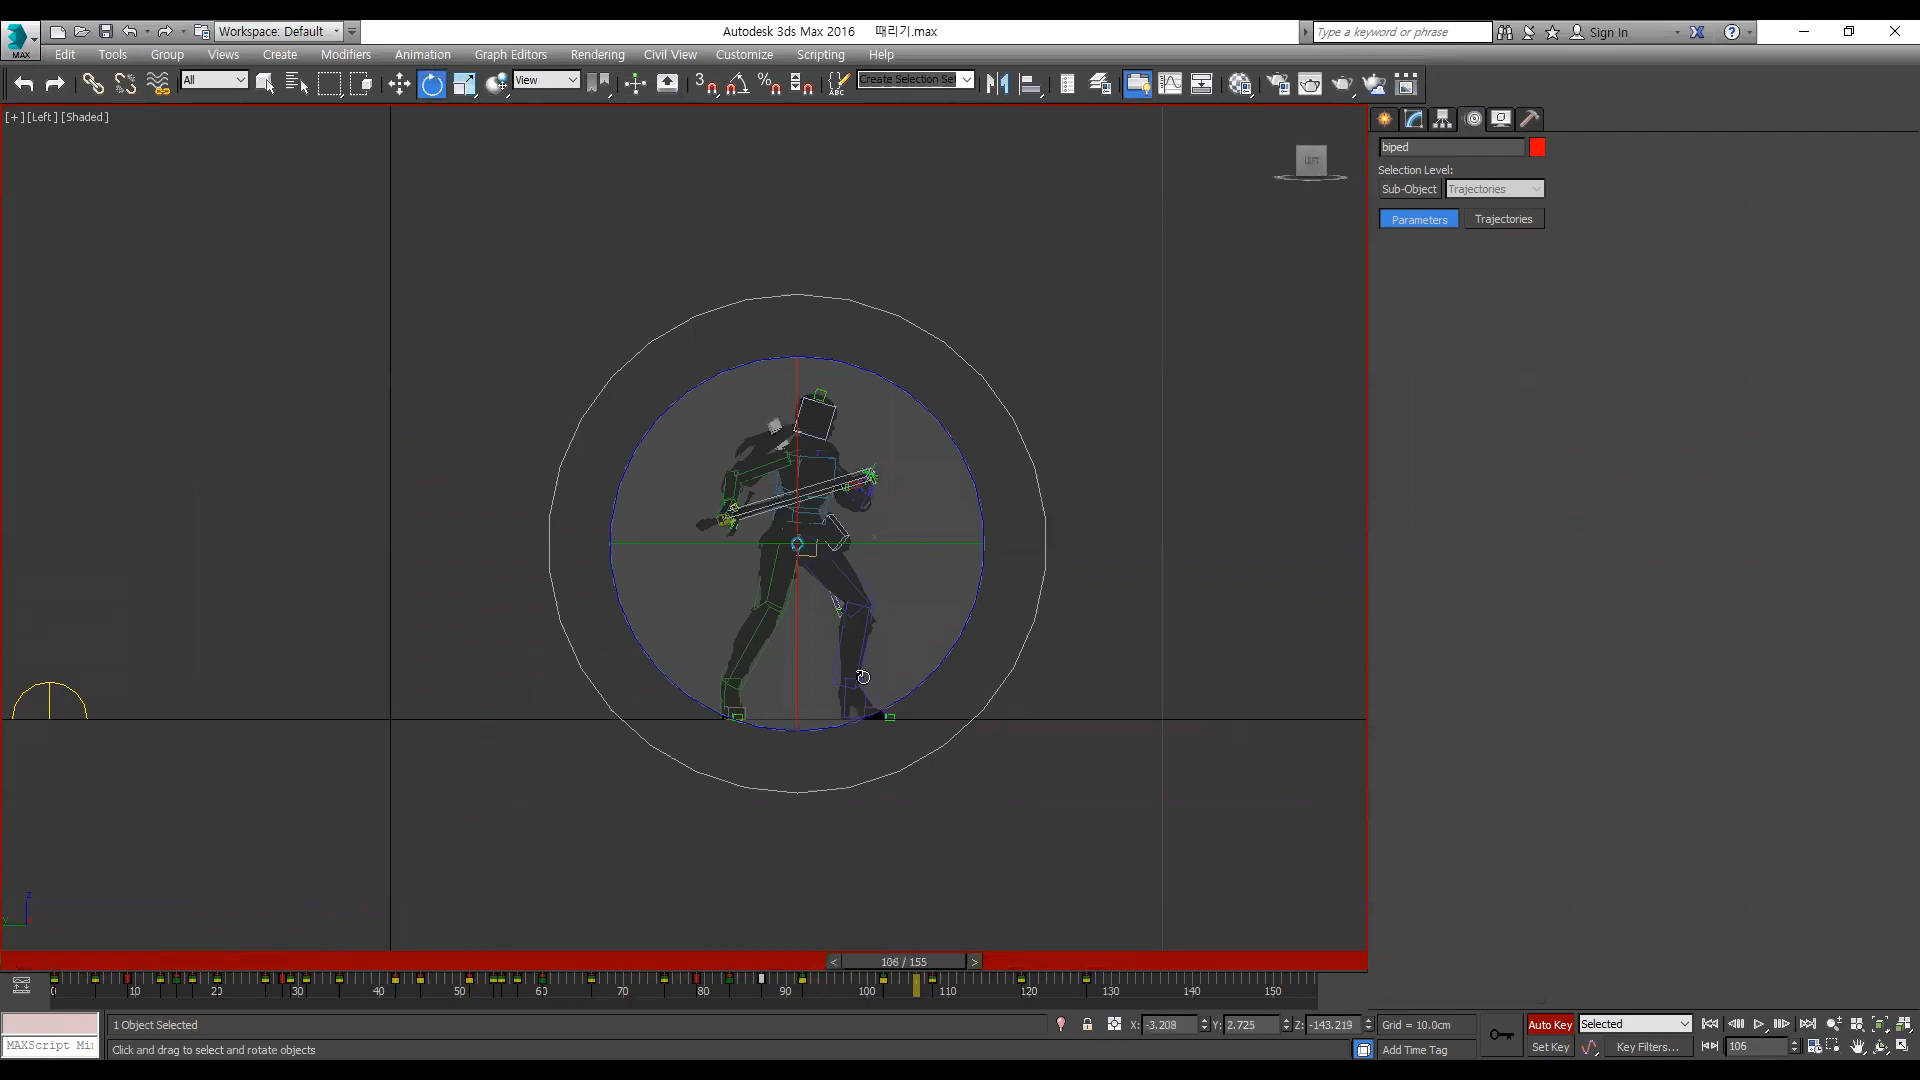 Workspace: Default
Autodesk 3ds Max 2016 때리기.max
Type a keyword or phrase
Sign In
MAX
Edit Tools Group Views Create Modifiers Animation Graph Editors Rendering Civil View Customize Scripting Help
All
View
3
%
ABC
Create Selection Se
[+] [Left] [Shaded]
LEFT
biped
Selection Level:
Sub-Object Trajectories
Parameters Trajectories
x
z
y
< 106 / 155 >
0 10 20 30 40 50 60 70 80 90 100 110 120 130 140 150
1 Object Selected
X: -3.208 Y: 2.725 Z: -143.219 Grid = 10.0cm
Auto Key Selected
MAXScript Mi
Click and drag to select and rotate objects
Add Time Tag
Set Key Key Filters... 106